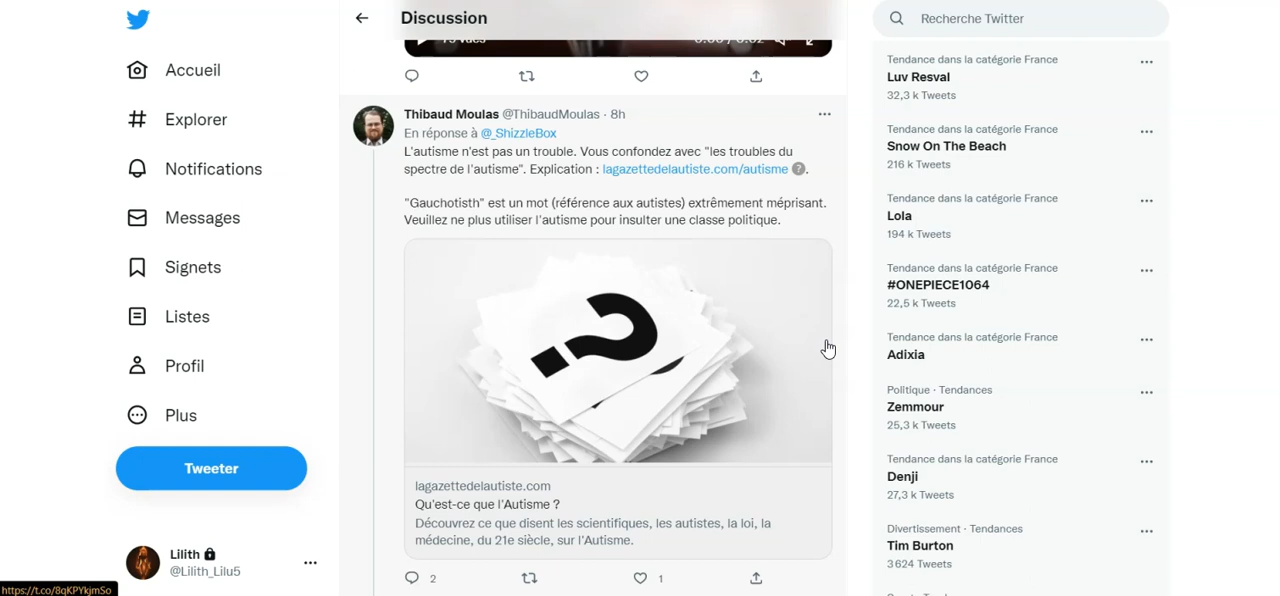 Accueil
Explorer
Notifications
Messages
Signets
Listes
Profil
Plus
Tweeter
Lilith
@Lilith_Lilu5
https://t.co/8qKPYkjmSo
Discussion
Thibaud Moulas @ThibaudMoulas · 8h
En réponse à @_ShizzleBox
L'autisme n'est pas un trouble. Vous confondez avec "les troubles du
spectre de l'autisme". Explication : lagazettedelautiste.com/autisme ?.
"Gauchotisth" est un mot (référence aux autistes) extrêmement méprisant.
Veuillez ne plus utiliser l'autisme pour insulter une classe politique.
?
lagazettedelautiste.com
Qu'est-ce que l'Autisme ?
Découvrez ce que disent les scientifiques, les autistes, la loi, la
médecine, du 21e siècle, sur l'Autisme.
2
1
Recherche Twitter
Tendance dans la catégorie France
Luv Resval
32,3 k Tweets
Tendance dans la catégorie France
Snow On The Beach
216 k Tweets
Tendance dans la catégorie France
Lola
194 k Tweets
Tendance dans la catégorie France
#ONEPIECE1064
22,5 k Tweets
Tendance dans la catégorie France
Adixia
Politique · Tendances
Zemmour
25,3 k Tweets
Tendance dans la catégorie France
Denji
27,3 k Tweets
Divertissement · Tendances
Tim Burton
3 624 Tweets